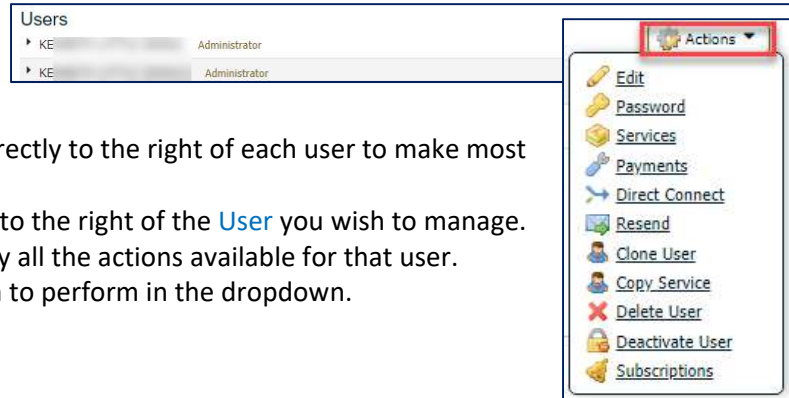 Users
KE
Administrator
KE
Administrator
Actions
Edit
Password
Services
Payments
Direct Connect
Resend
Clone User
Copy Service
Delete User
Deactivate User
Subscriptions
rectly to the right of each user to make most
to the right of the User you wish to manage.
y all the actions available for that user.
to perform in the dropdown.